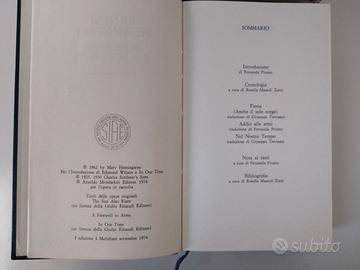 SIAE
© 1962 by Mary Hemingway
Per l'Introduzione di Edmund Wilson a In Our Time
© 1925, 1930 Charles Scribner's Sons
© Arnoldo Mondadori Editore 1974
per l'opera in raccolta
Titoli delle opere originali
The Sun Also Rises
(su licenza della Giulio Einaudi Editore)
A Farewell to Arms
In Our Time
(su licenza della Giulio Einaudi Editore)
I edizione I Meridiani novembre 1974
SOMMARIO
Introduzione
di Fernanda Pivano
Cronologia
a cura di Rosella Mamoli Zorzi
Fiesta
(Anche il sole sorge)
traduzione di Giuseppe Trevisani
Addio alle armi
traduzione di Fernanda Pivano
Nel Nostro Tempo
traduzione di Giuseppe Trevisani
Nota ai testi
di Fernanda Pivano
Bibliografia
a cura di Rosella Mamoli Zorzi
subito